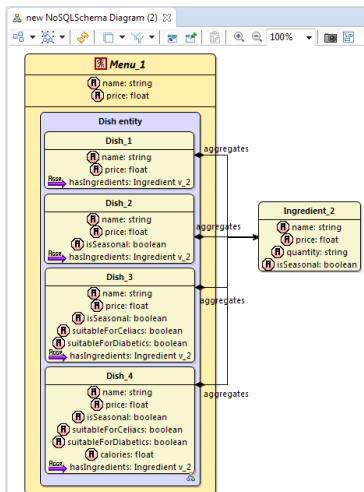 new NoSQLSchema Diagram (2)
100%
Menu_1
name: string
price: float
Dish entity
Dish_1
name: string
price: float
hasIngredients: Ingredient v_2
aggregates
Dish_2
name: string
price: float
isSeasonal: boolean
hasIngredients: Ingredient v_2
aggregates
Dish_3
name: string
price: float
isSeasonal: boolean
suitableForCeliacs: boolean
suitableForDiabetics: boolean
hasIngredients: Ingredient v_2
aggregates
Dish_4
name: string
price: float
isSeasonal: boolean
suitableForCeliacs: boolean
suitableForDiabetics: boolean
calories: float
hasIngredients: Ingredient v_2
aggregates
Ingredient_2
name: string
price: float
quantity: string
isSeasonal: boolean